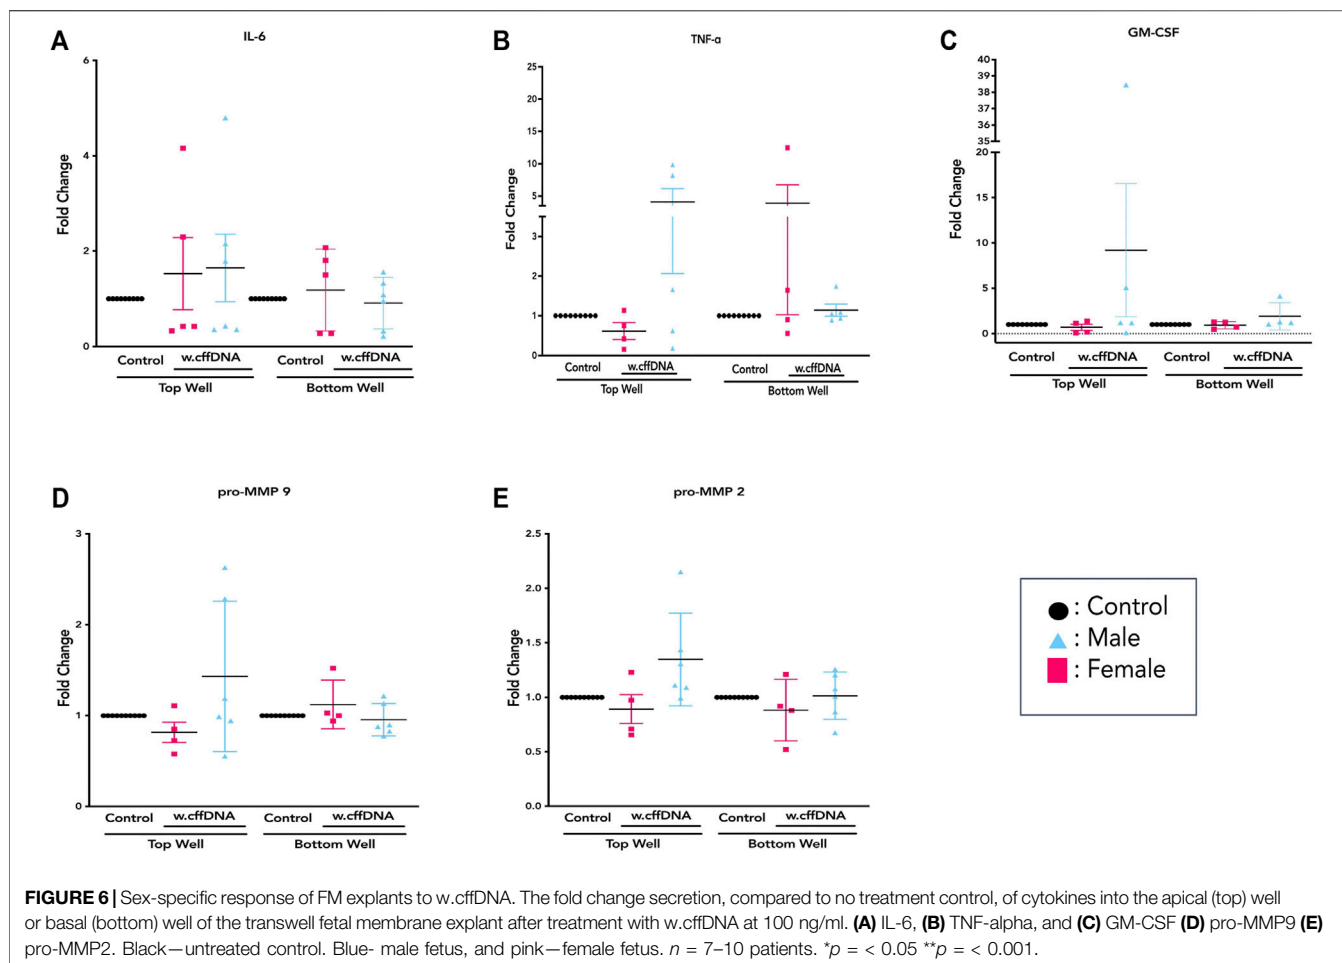 A
IL-6
Fold Change
6
4
2
0
Control
w.cffDNA
Control
w.cffDNA
Top Well
Bottom Well
B
TNF-a
Fold Change
25
20
15
10
5
3
2
1
0
Control
w.cffDNA
Control
w.cffDNA
Top Well
Bottom Well
C
GM-CSF
Fold Change
40
39
38
37
36
35
20
15
10
5
0
Control
w.cffDNA
Control
w.cffDNA
Top Well
Bottom Well
D
pro-MMP 9
Fold Change
3
2
1
0
Control
w.cffDNA
Control
w.cffDNA
Top Well
Bottom Well
E
pro-MMP 2
Fold Change
2.5
2.0
1.5
1.0
0.5
0.0
Control
w.cffDNA
Control
w.cffDNA
Top Well
Bottom Well
: Control
: Male
: Female
FIGURE 6 | Sex-specific response of FM explants to w.cffDNA. The fold change secretion, compared to no treatment control, of cytokines into the apical (top) well
or basal (bottom) well of the transwell fetal membrane explant after treatment with w.cffDNA at 100 ng/ml. (A) IL-6, (B) TNF-alpha, and (C) GM-CSF (D) pro-MMP9 (E)
pro-MMP2. Black—untreated control. Blue- male fetus, and pink—female fetus. n = 7–10 patients. *p = < 0.05 **p = < 0.001.